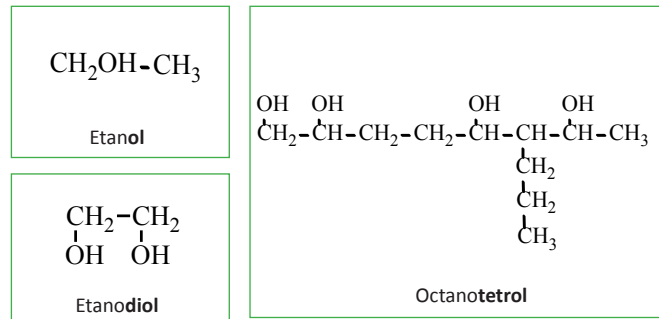 CH₂OH-CH₃
Etanol
CH₂-CH₂
OH OH
Etanodiol
OH OH OH OH
CH₂-CH-CH₂-CH₂-CH-CH-CH-CH₃
CH₂
CH₂
CH₃
Octanotetrol